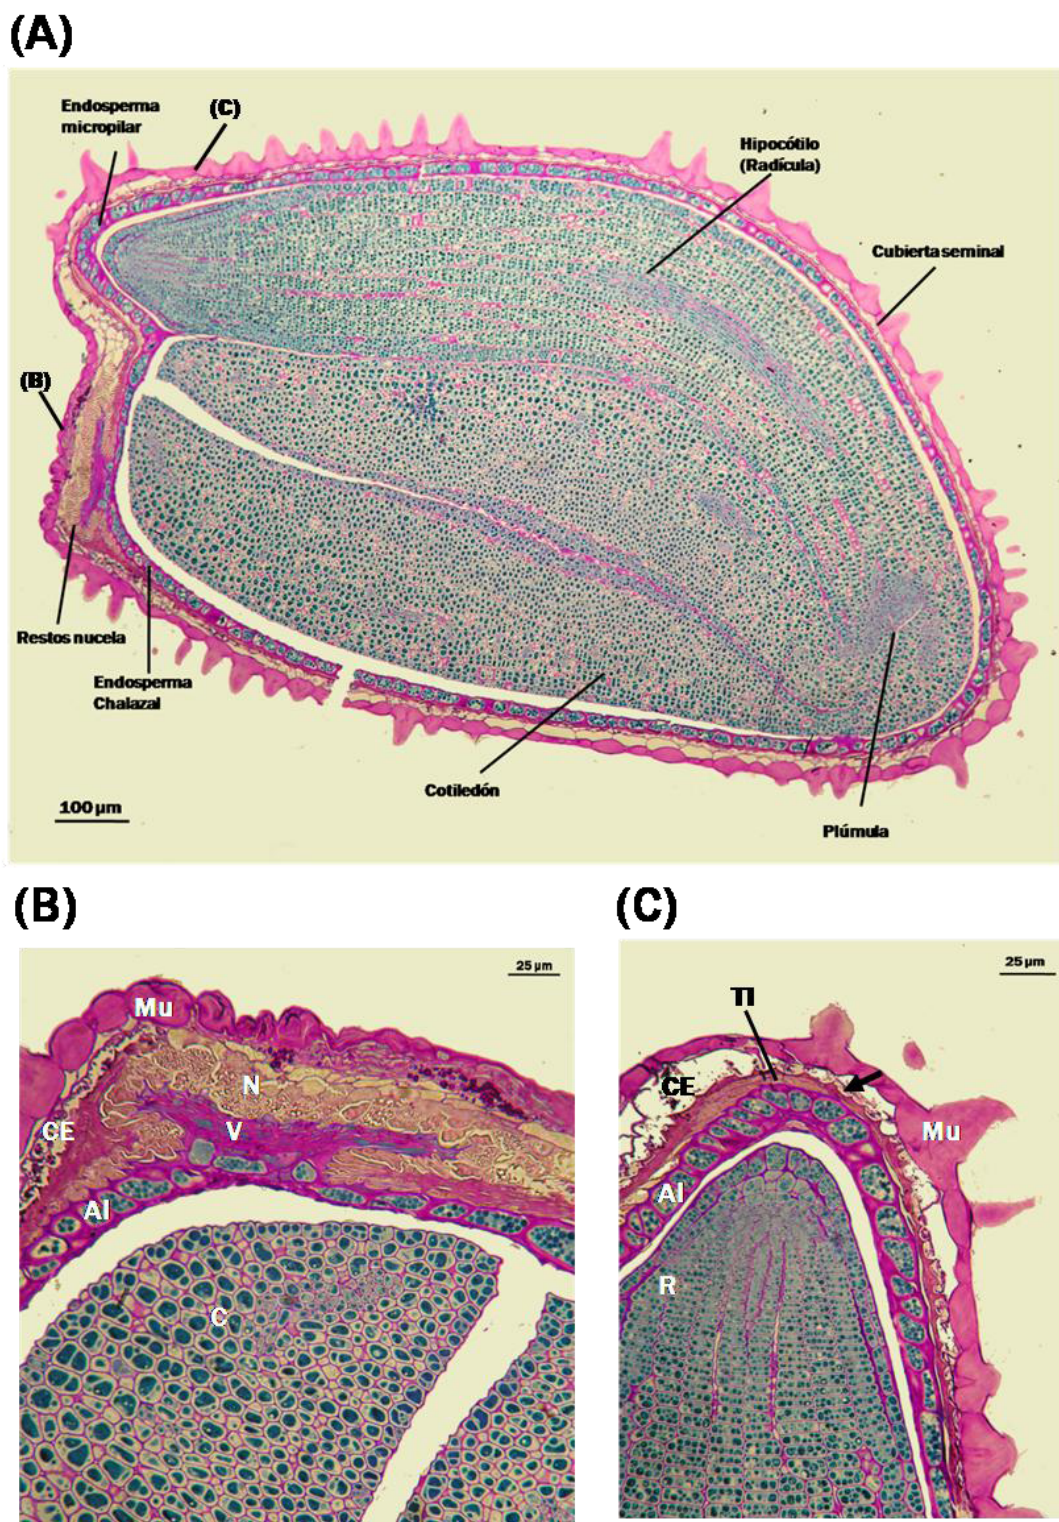 (A)
Endosperma
micropilar
(C)
Hipocótilo
(Radícula)
Cubierta seminal
(B)
Restos nucela
Endosperma
Chalazal
Cotiledón
100 µm
Plúmula
(B)
25 µm
Mu
N
CE
V
Al
C
(C)
25 µm
TI
CE
Mu
Al
R